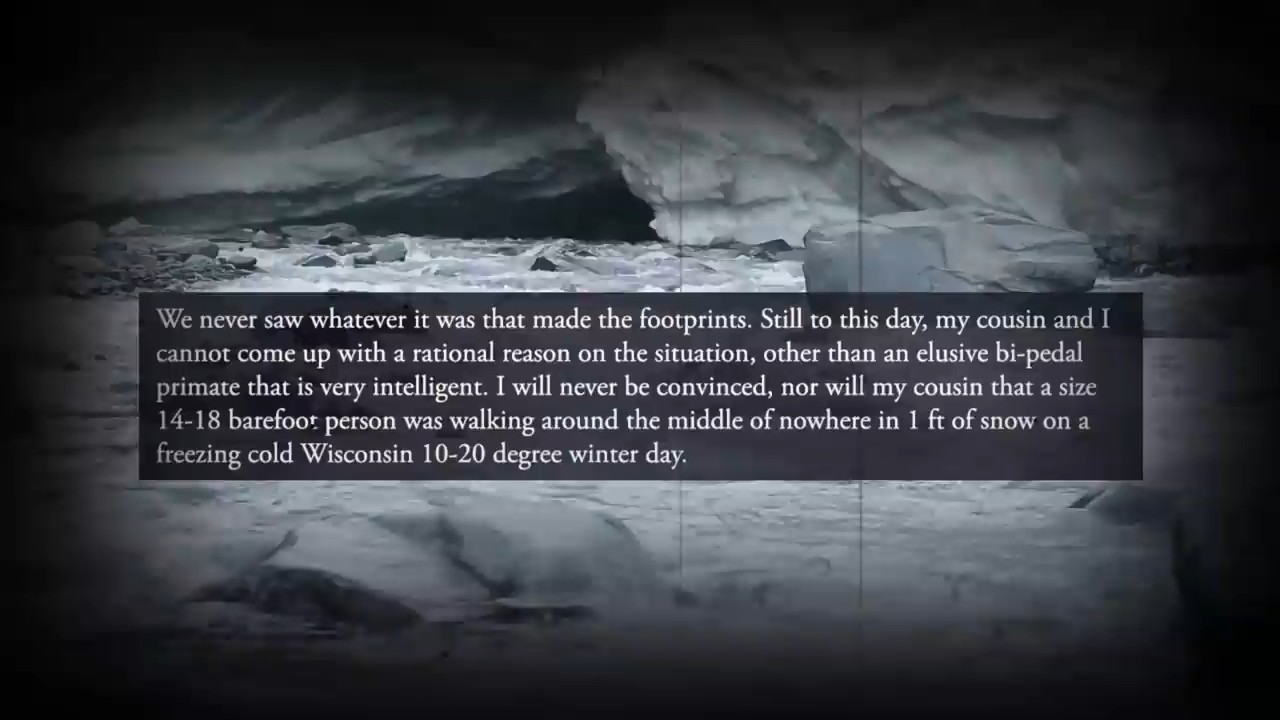 We never saw whatever it was that made the footprints. Still to this day, my cousin and I
cannot come up with a rational reason on the situation, other than an elusive bi-pedal
primate that is very intelligent. I will never be convinced, nor will my cousin that a size
14-18 barefoot person was walking around the middle of nowhere in 1 ft of snow on a
freezing cold Wisconsin 10-20 degree winter day.